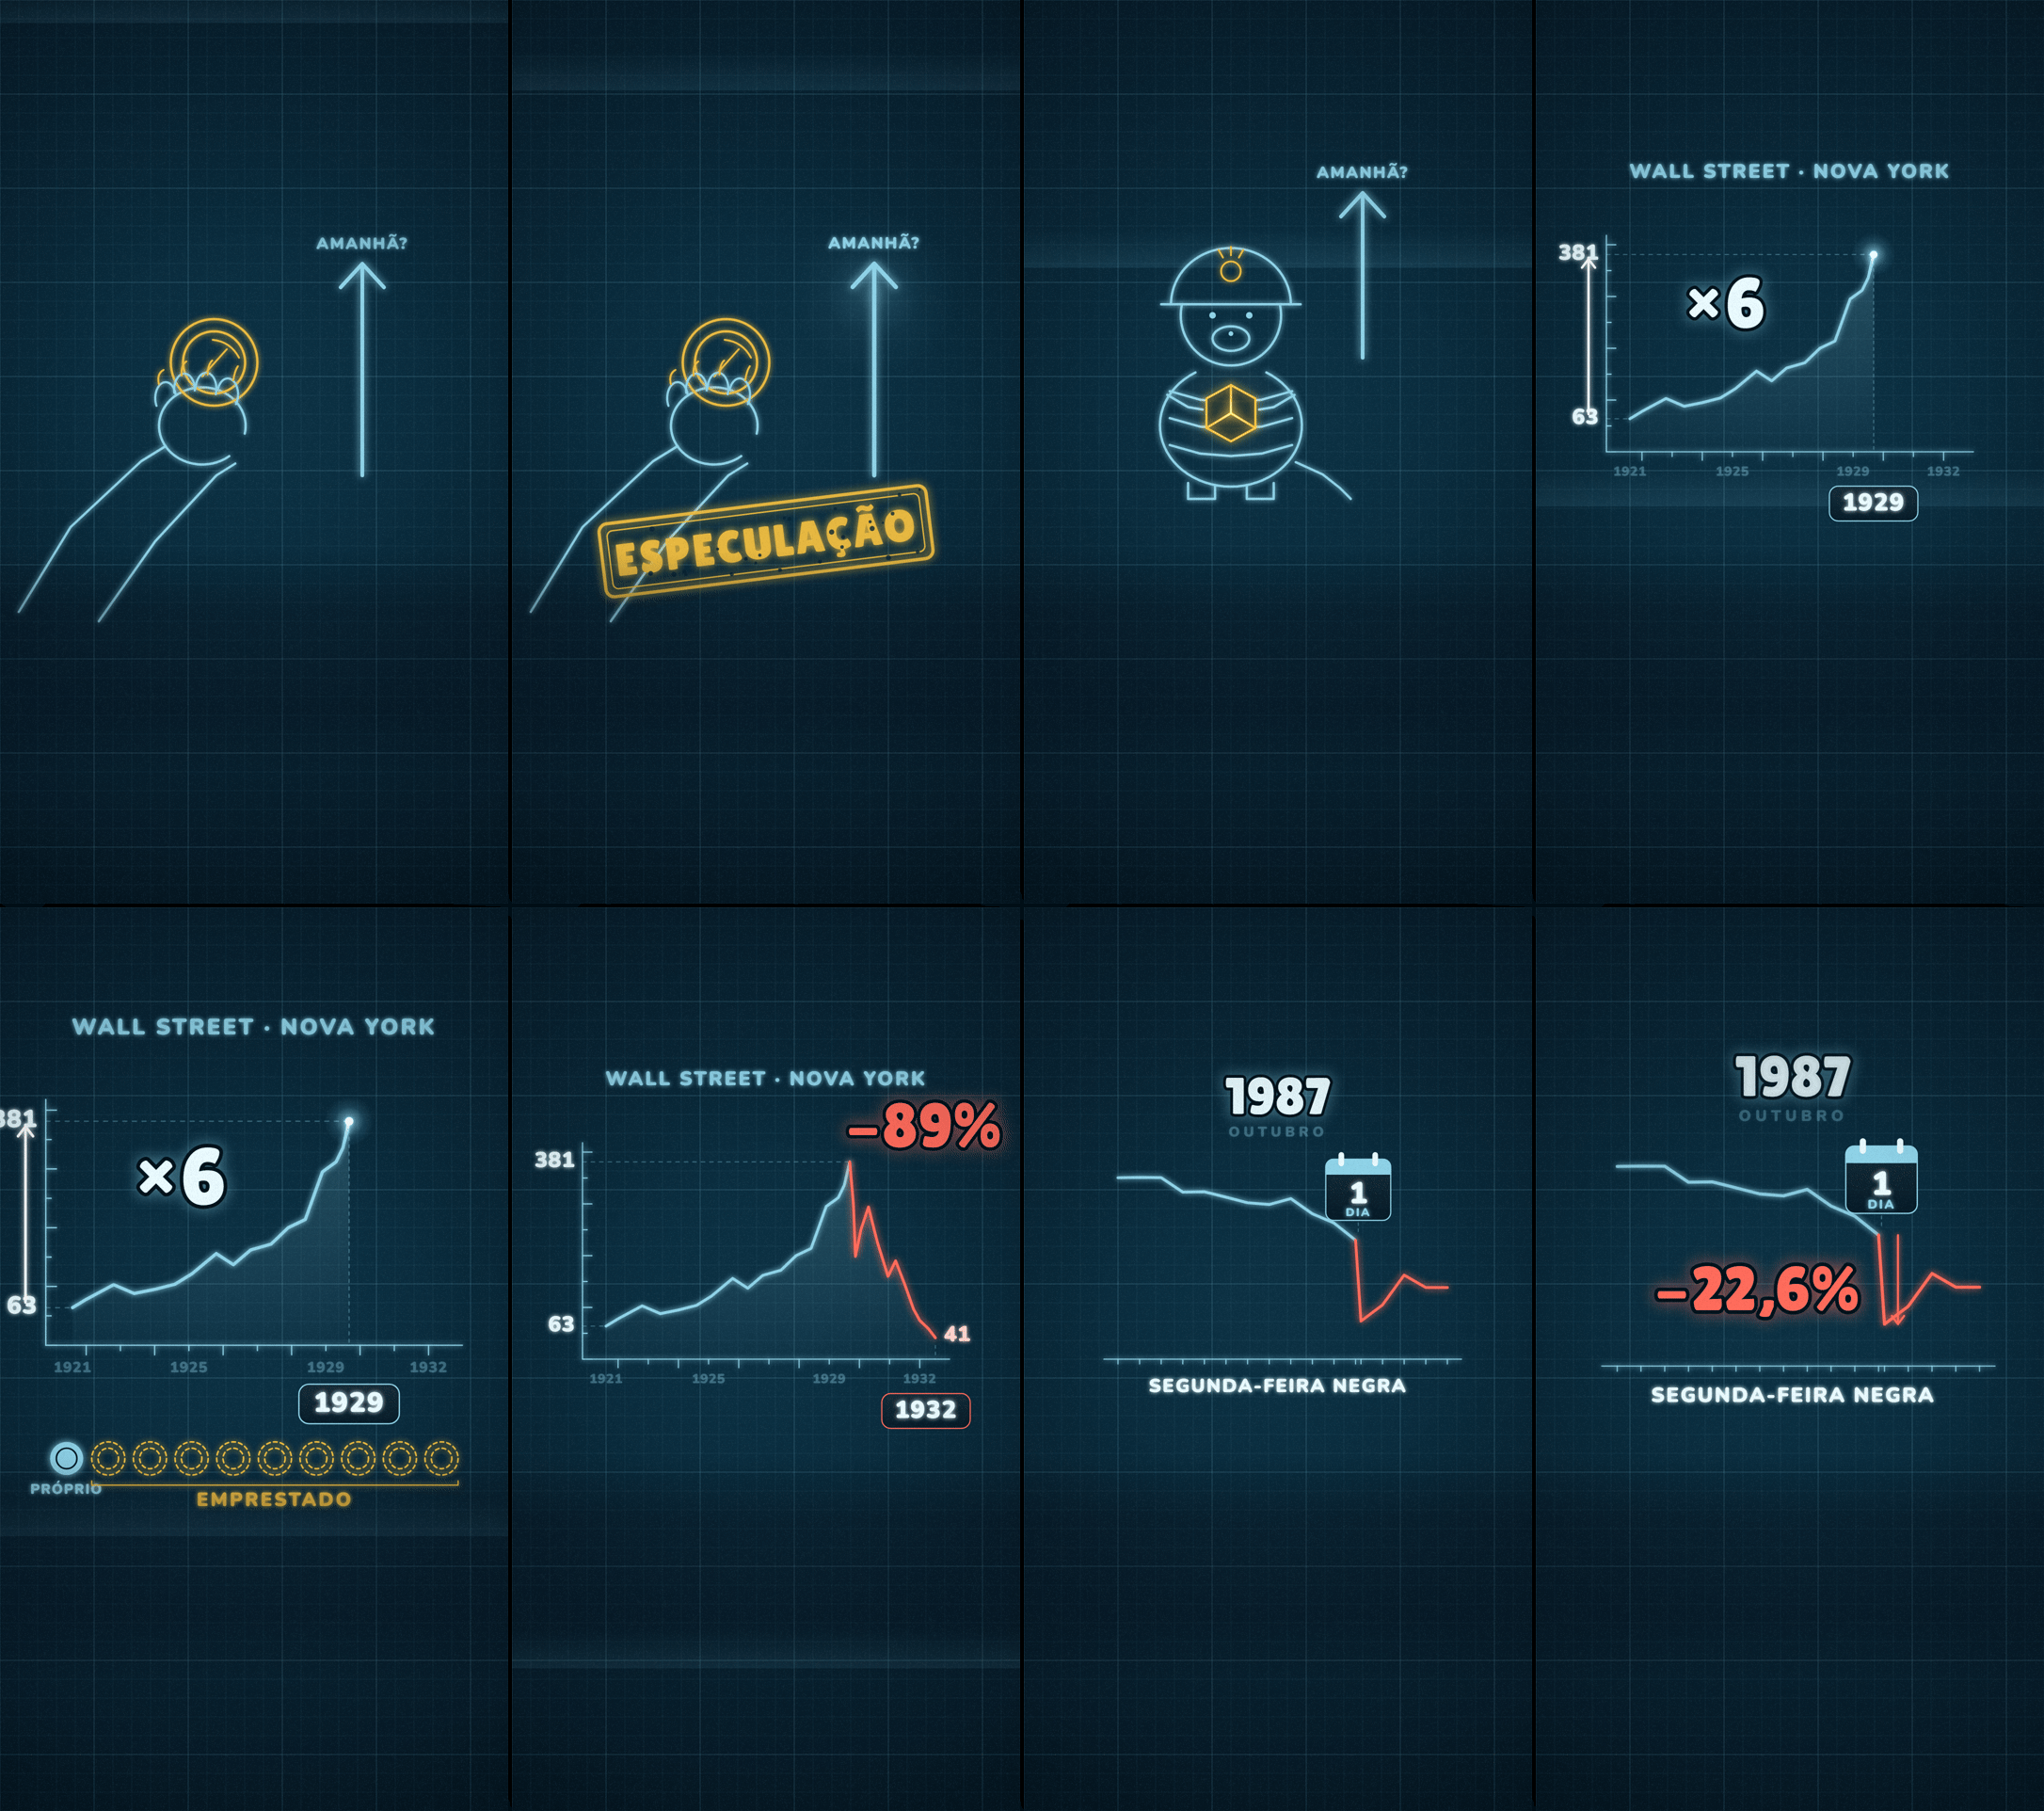 AMANHÃ?
AMANHÃ?
ESPECULAÇÃO
AMANHÃ?
WALL STREET · NOVA YORK
381
×6
63
1921 1925 1929 1932
1929
WALL STREET · NOVA YORK
381
×6
63
1921 1925 1929 1932
1929
PRÓPRIO
EMPRESTADO
WALL STREET · NOVA YORK
–89%
381
63
41
1921 1925 1929 1932
1932
1987
OUTUBRO
1
DIA
SEGUNDA-FEIRA NEGRA
1987
OUTUBRO
1
DIA
–22,6%
SEGUNDA-FEIRA NEGRA